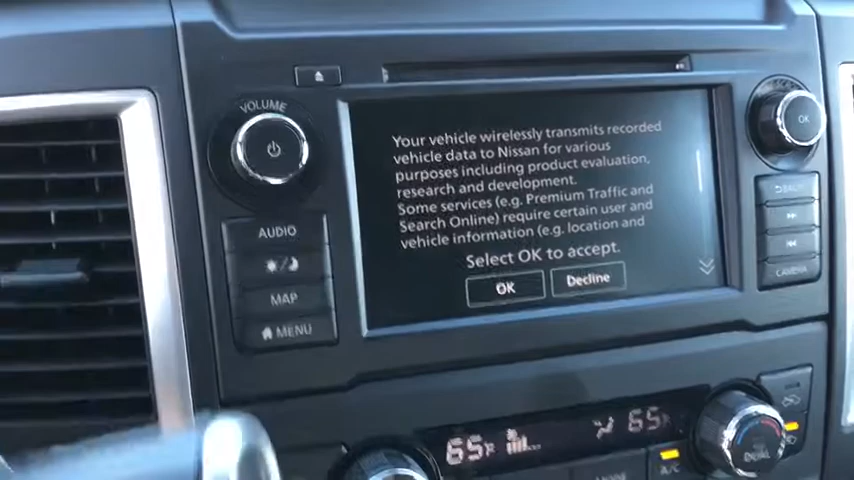 VOLUME
OK
Your vehicle wirelessly transmits recorded
vehicle data to Nissan for various
purposes including product evaluation,
research and development.
Some services (e.g. Premium Traffic and
Search Online) require certain user and
vehicle information (e.g. location and
Select OK to accept.
OK
Decline
AUDIO
MAP
MENU
BACK
CAMERA
65°F
65°F
A/C
DUAL